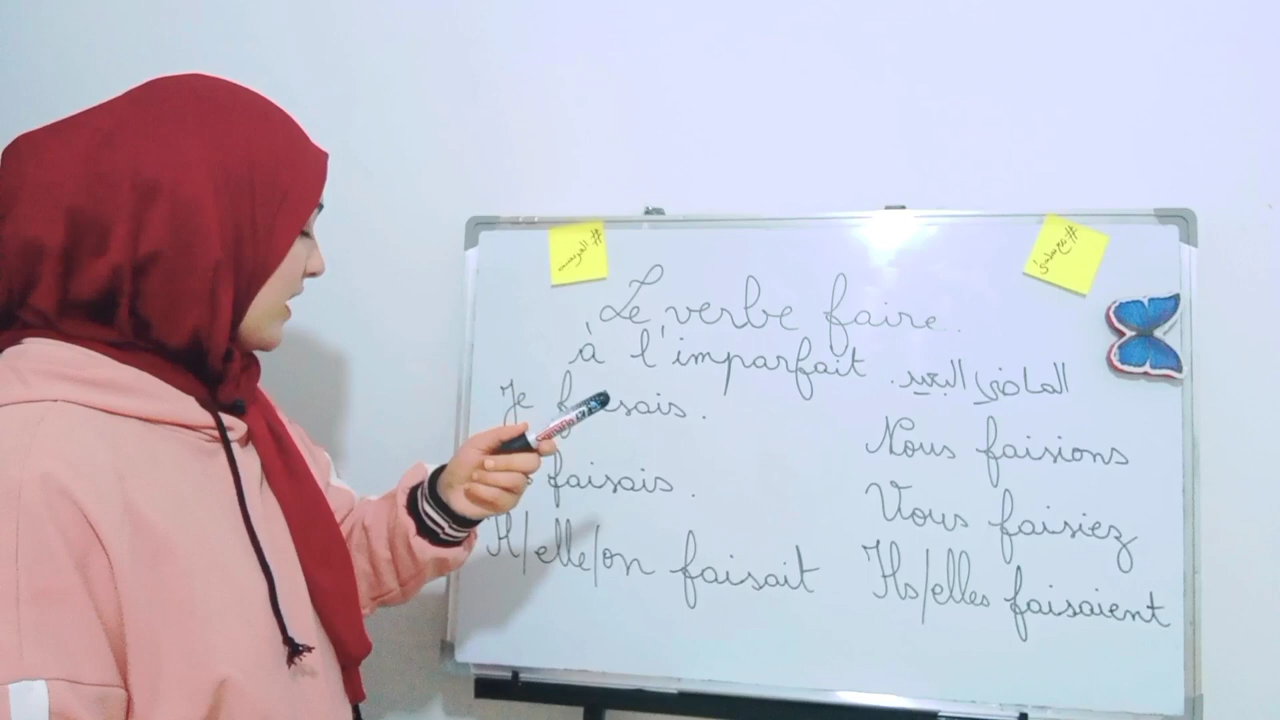 Le verbe faire.
à l'imparfait. الماضي البعيد
Je faisais.
faisais.
Il/elle/on faisait
Nous faisions
Vous faisiez
Ils/elles faisaient